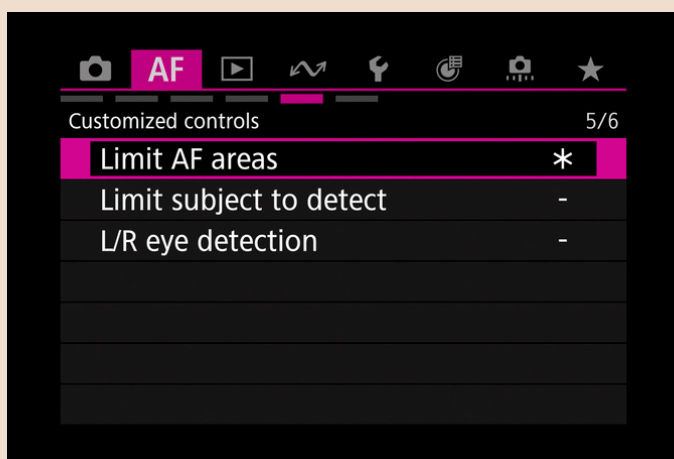 AF
Customized controls 5/6
Limit AF areas *
Limit subject to detect -
L/R eye detection -